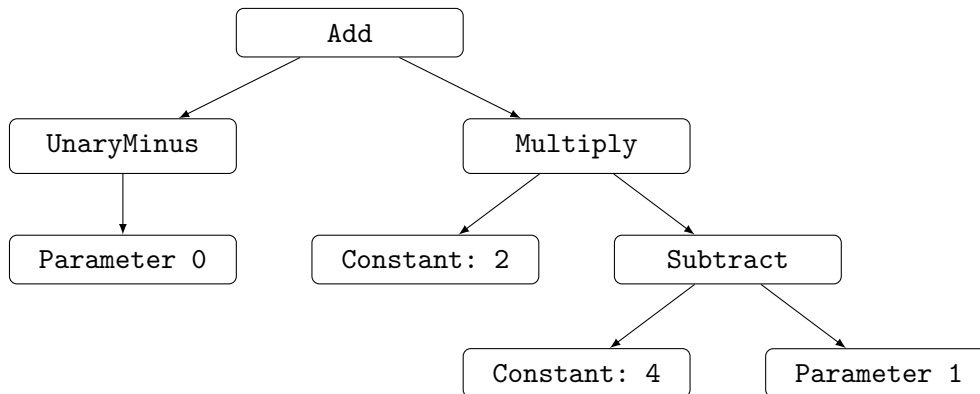 Add
UnaryMinus
Multiply
Parameter 0
Constant: 2
Subtract
Constant: 4
Parameter 1